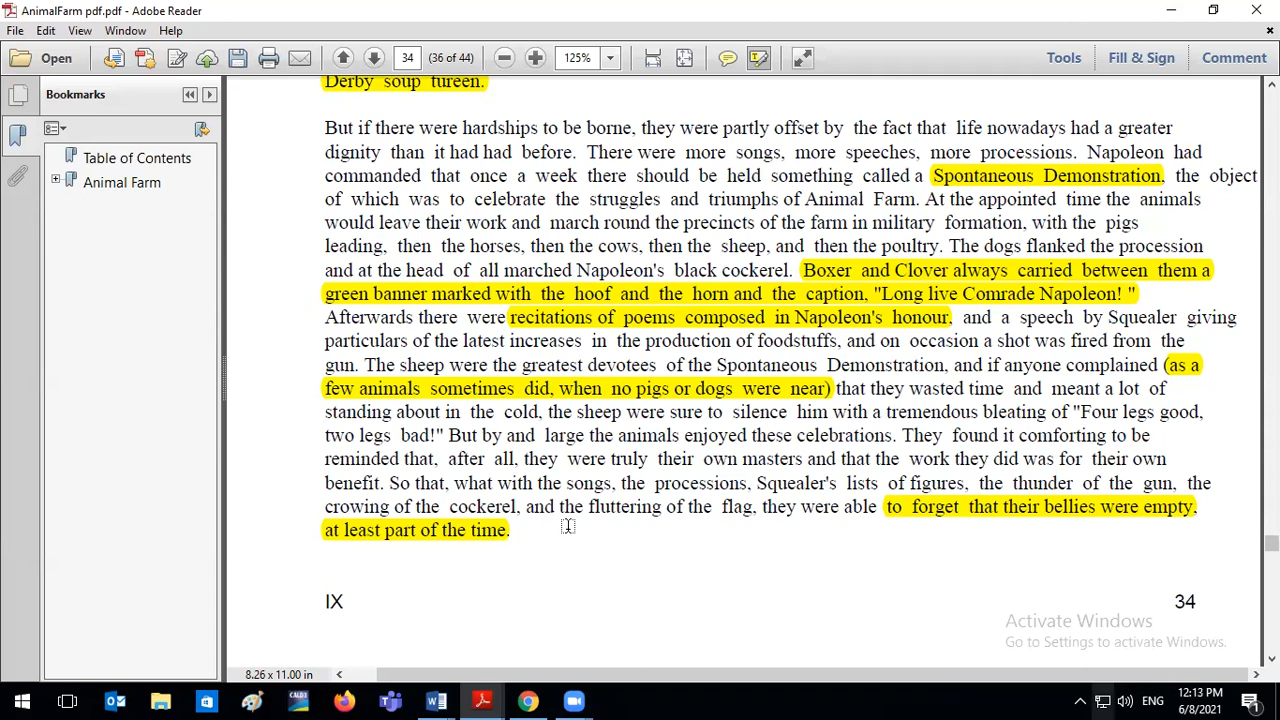 AnimalFarm pdf.pdf - Adobe Reader
File Edit View Window Help
Open 34 (36 of 44) 125% Tools Fill & Sign Comment
Bookmarks
Table of Contents
Animal Farm
Derby soup tureen.
But if there were hardships to be borne, they were partly offset by the fact that life nowadays had a greater
dignity than it had had before. There were more songs, more speeches, more processions. Napoleon had
commanded that once a week there should be held something called a Spontaneous Demonstration, the object
of which was to celebrate the struggles and triumphs of Animal Farm. At the appointed time the animals
would leave their work and march round the precincts of the farm in military formation, with the pigs
leading, then the horses, then the cows, then the sheep, and then the poultry. The dogs flanked the procession
and at the head of all marched Napoleon's black cockerel. Boxer and Clover always carried between them a
green banner marked with the hoof and the horn and the caption, "Long live Comrade Napoleon! "
Afterwards there were recitations of poems composed in Napoleon's honour, and a speech by Squealer giving
particulars of the latest increases in the production of foodstuffs, and on occasion a shot was fired from the
gun. The sheep were the greatest devotees of the Spontaneous Demonstration, and if anyone complained (as a
few animals sometimes did, when no pigs or dogs were near) that they wasted time and meant a lot of
standing about in the cold, the sheep were sure to silence him with a tremendous bleating of "Four legs good,
two legs bad!" But by and large the animals enjoyed these celebrations. They found it comforting to be
reminded that, after all, they were truly their own masters and that the work they did was for their own
benefit. So that, what with the songs, the processions, Squealer's lists of figures, the thunder of the gun, the
crowing of the cockerel, and the fluttering of the flag, they were able to forget that their bellies were empty,
at least part of the time.
IX 34
Activate Windows
Go to Settings to activate Windows.
8.26 x 11.00 in
ENG 12:13 PM
6/8/2021